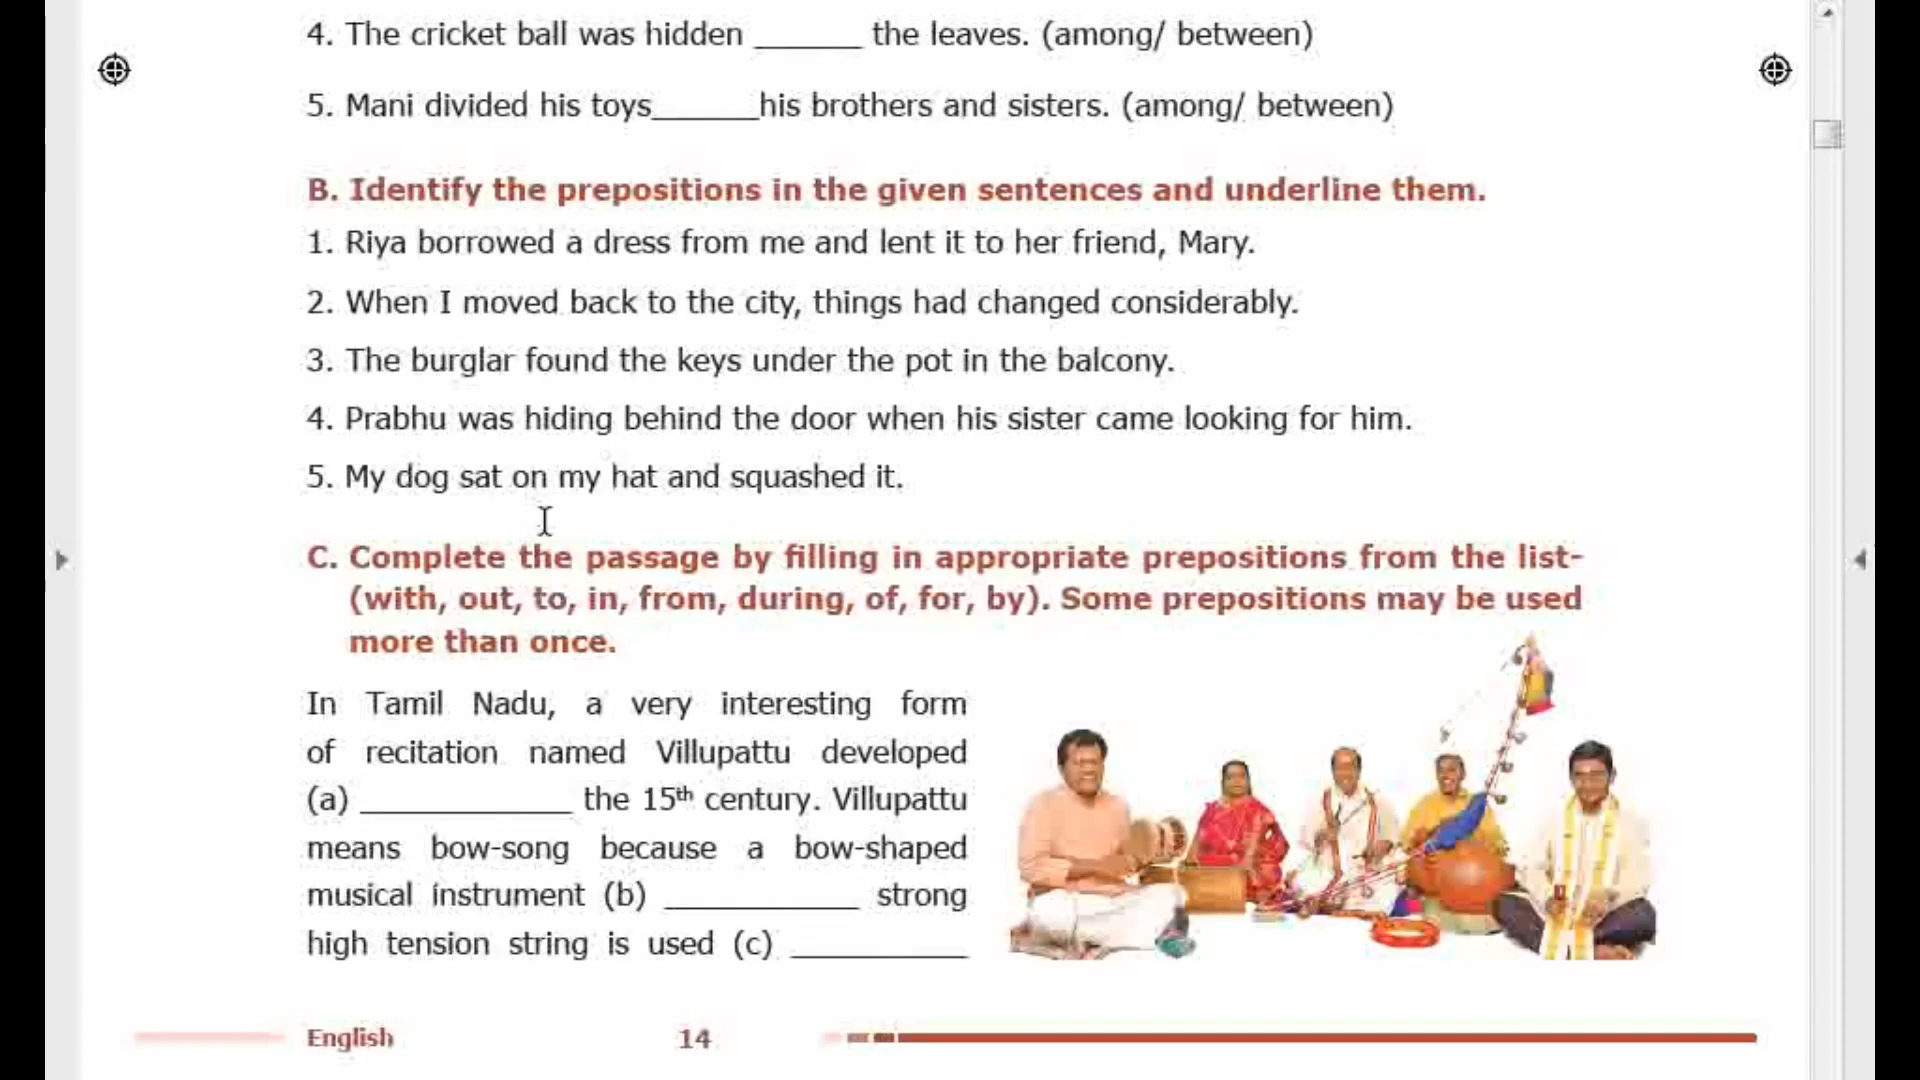 4. The cricket ball was hidden ______ the leaves. (among/ between)
5. Mani divided his toys______his brothers and sisters. (among/ between)
B. Identify the prepositions in the given sentences and underline them.
1. Riya borrowed a dress from me and lent it to her friend, Mary.
2. When I moved back to the city, things had changed considerably.
3. The burglar found the keys under the pot in the balcony.
4. Prabhu was hiding behind the door when his sister came looking for him.
5. My dog sat on my hat and squashed it.
C. Complete the passage by filling in appropriate prepositions from the list-
(with, out, to, in, from, during, of, for, by). Some prepositions may be used
more than once.
In Tamil Nadu, a very interesting form
of recitation named Villupattu developed
(a) ____________ the 15th century. Villupattu
means bow-song because a bow-shaped
musical instrument (b) ___________ strong
high tension string is used (c) __________
English 14